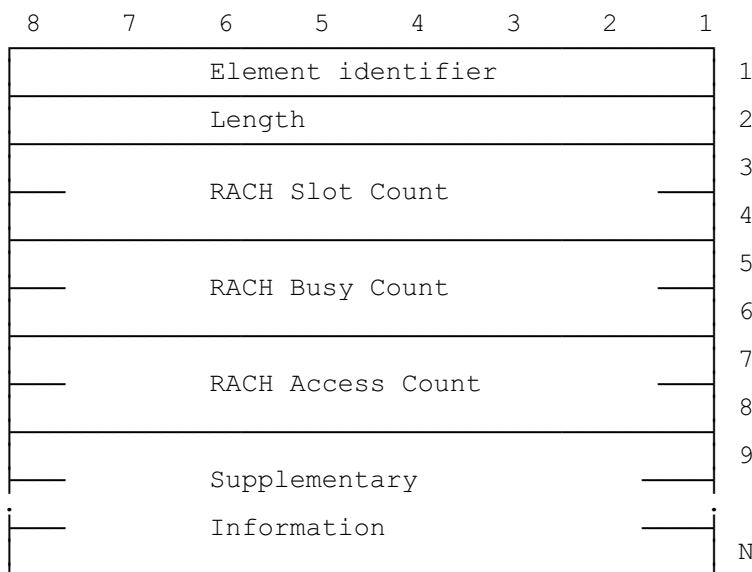 8 7 6 5 4 3 2 1
Element identifier 1
Length 2
3
RACH Slot Count
4
5
RACH Busy Count
6
7
RACH Access Count
8
9
Supplementary
Information
N